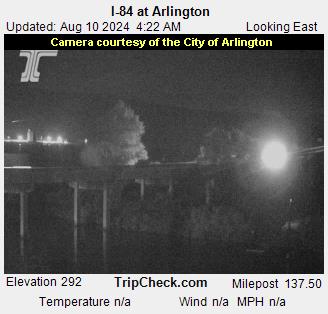 I-84 at Arlington
Updated: Aug 10 2024 4:22 AM Looking East
Camera courtesy of the City of Arlington
Elevation 292 TripCheck.com Milepost 137.50
Temperature n/a Wind n/a MPH n/a